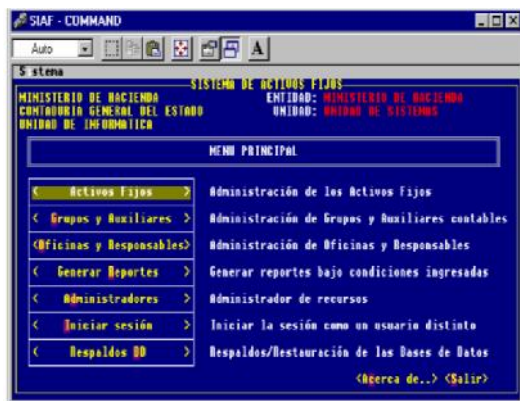 SIAF - COMMAND
Auto
Sistema
SISTEMA DE ACTIVOS FIJOS
MINISTERIO DE HACIENDA ENTIDAD: MINISTERIO DE HACIENDA
CONTADURIA GENERAL DEL ESTADO UNIDAD: UNIDAD DE SISTEMAS
UNIDAD DE INFORMATICA
MENU PRINCIPAL
< Activos Fijos > Administración de los Activos Fijos
< Grupos y Auxiliares > Administración de Grupos y Auxiliares contables
<Oficinas y Responsables> Administración de Oficinas y Responsables
< Generar Reportes > Generar reportes bajo condiciones ingresadas
< Administradores > Administrador de recursos
< Iniciar sesión > Iniciar la sesión como un usuario distinto
< Respaldos BD > Respaldos/Restauración de las Bases de Datos
<Acerca de..> <Salir>